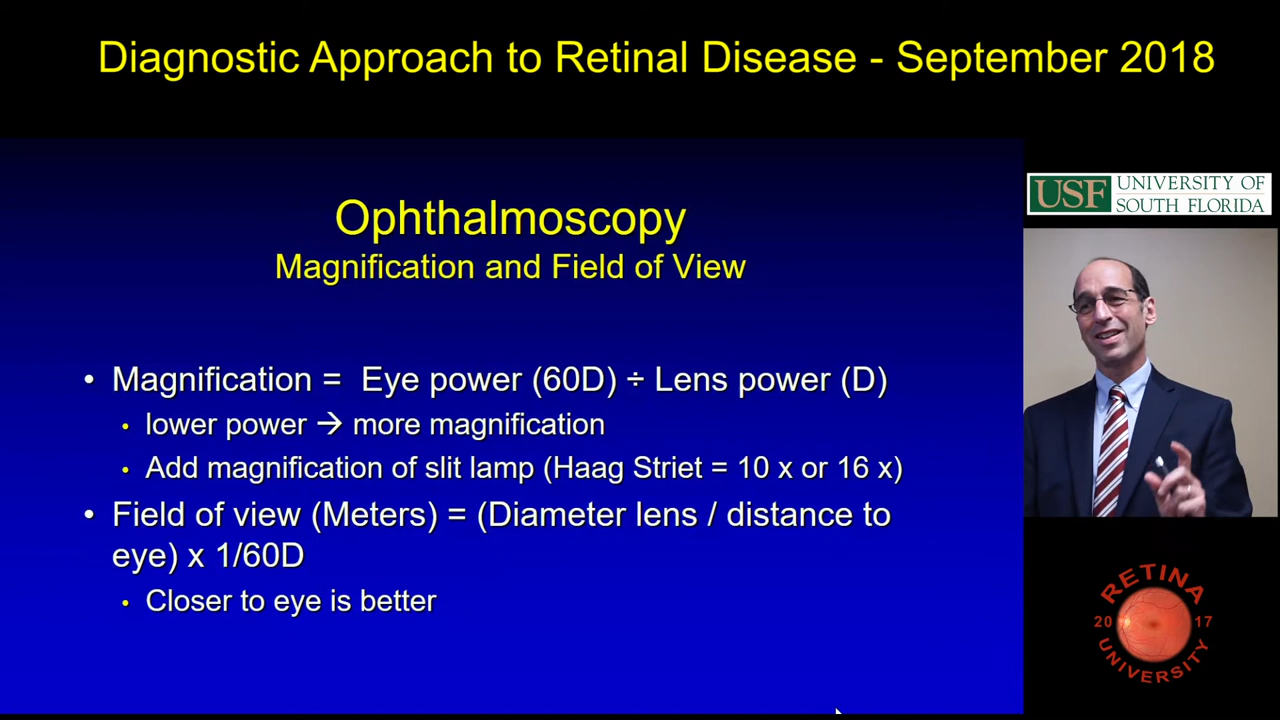 Diagnostic Approach to Retinal Disease - September 2018
USF UNIVERSITY OF
SOUTH FLORIDA
Ophthalmoscopy
Magnification and Field of View
• Magnification = Eye power (60D) ÷ Lens power (D)
• lower power → more magnification
• Add magnification of slit lamp (Haag Striet = 10 x or 16 x)
• Field of view (Meters) = (Diameter lens / distance to
eye) x 1/60D
• Closer to eye is better
RETINA
20 17
UNIVERSITY